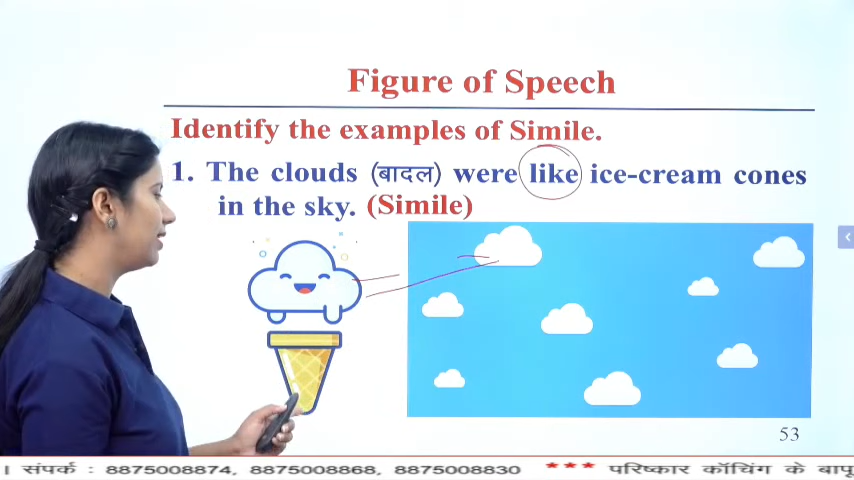 Figure of Speech
Identify the examples of Simile.
1. The clouds (बादल) were like ice-cream cones
in the sky. (Simile)
53
। संपर्क : 8875008874, 8875008868, 8875008830 *** परिष्कार कॉचिंग के बापू